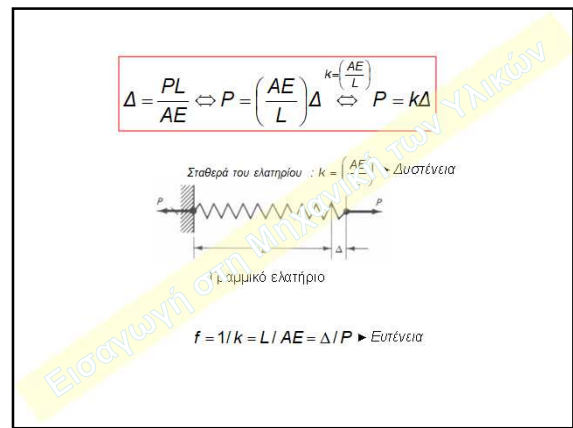 Δ = PL/AE ⇔ P = (AE/L) Δ ⇔ P = kΔ
k=(AE/L)
Σταθερά του ελατηρίου : k = (AE ▸ Δυστένεια
P P
Δ
Γραμμικό ελατήριο
f = 1/k = L/AE = Δ/P ► Ευτένεια
Εισαγωγή στη Μηχανική των Υλικών